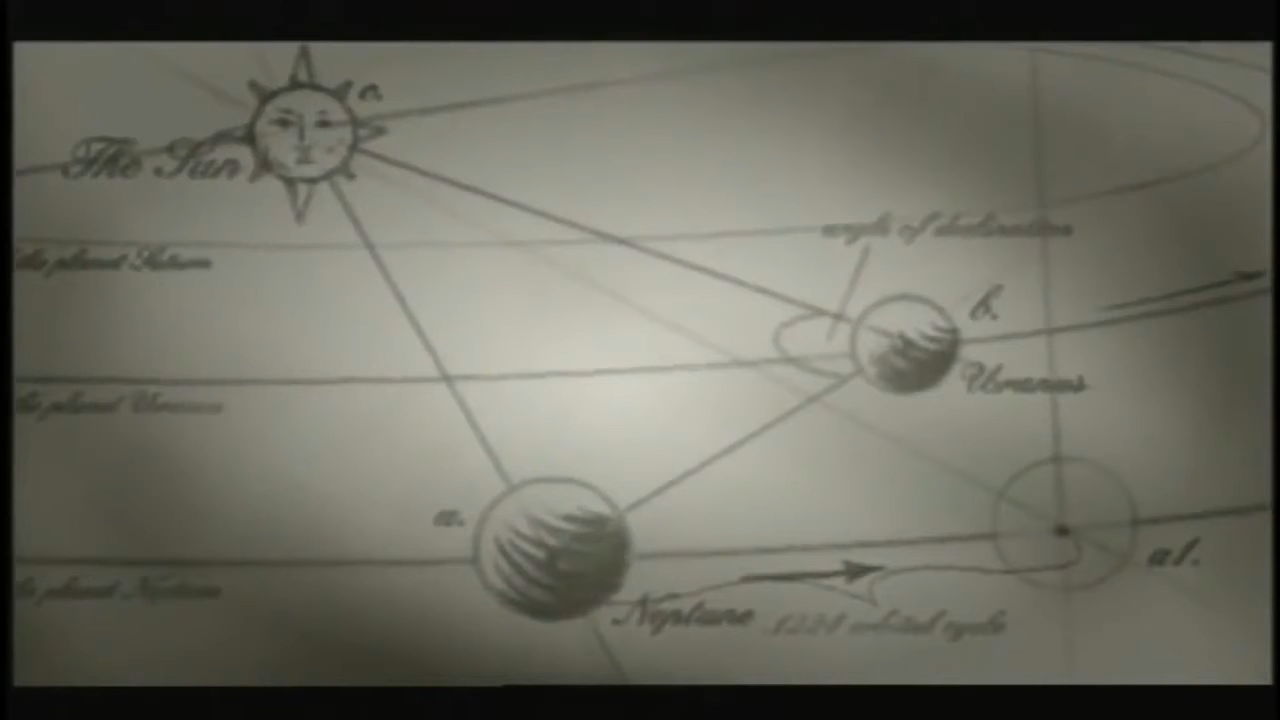 c.
The Sun
the planet Saturn
angle of declination
b.
the planet Uranus
Uranus
a.
a1.
the planet Neptune
Neptune
orbital cycle